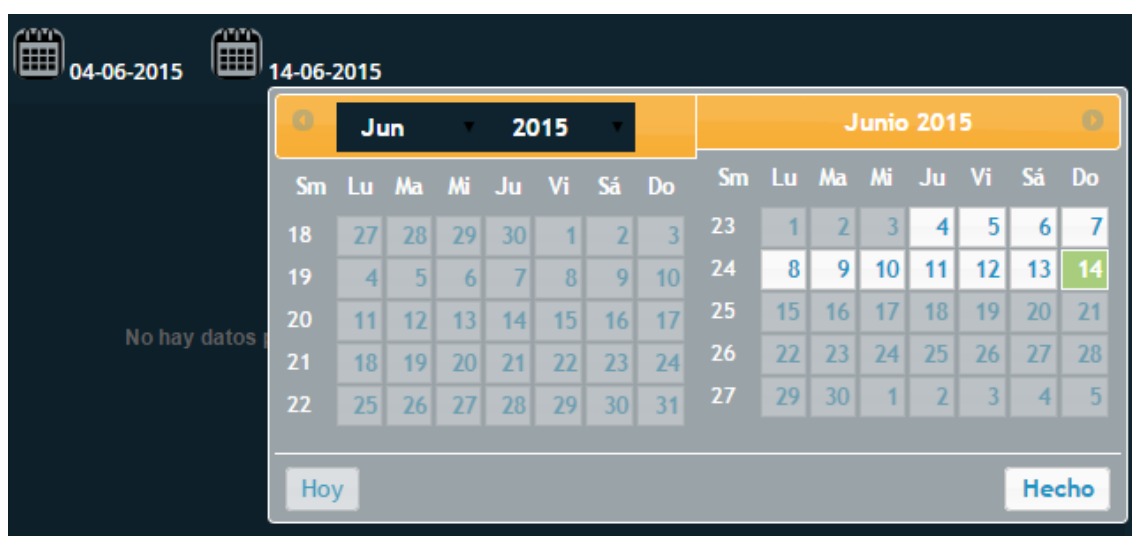 04-06-2015 14-06-2015
Jun 2015 Junio 2015
Sm Lu Ma Mi Ju Vi Sá Do Sm Lu Ma Mi Ju Vi Sá Do
18 27 28 29 30 1 2 3 23 1 2 3 4 5 6 7
19 4 5 6 7 8 9 10 24 8 9 10 11 12 13 14
20 11 12 13 14 15 16 17 25 15 16 17 18 19 20 21
No hay datos
21 18 19 20 21 22 23 24 26 22 23 24 25 26 27 28
22 25 26 27 28 29 30 31 27 29 30 1 2 3 4 5
Hoy Hecho